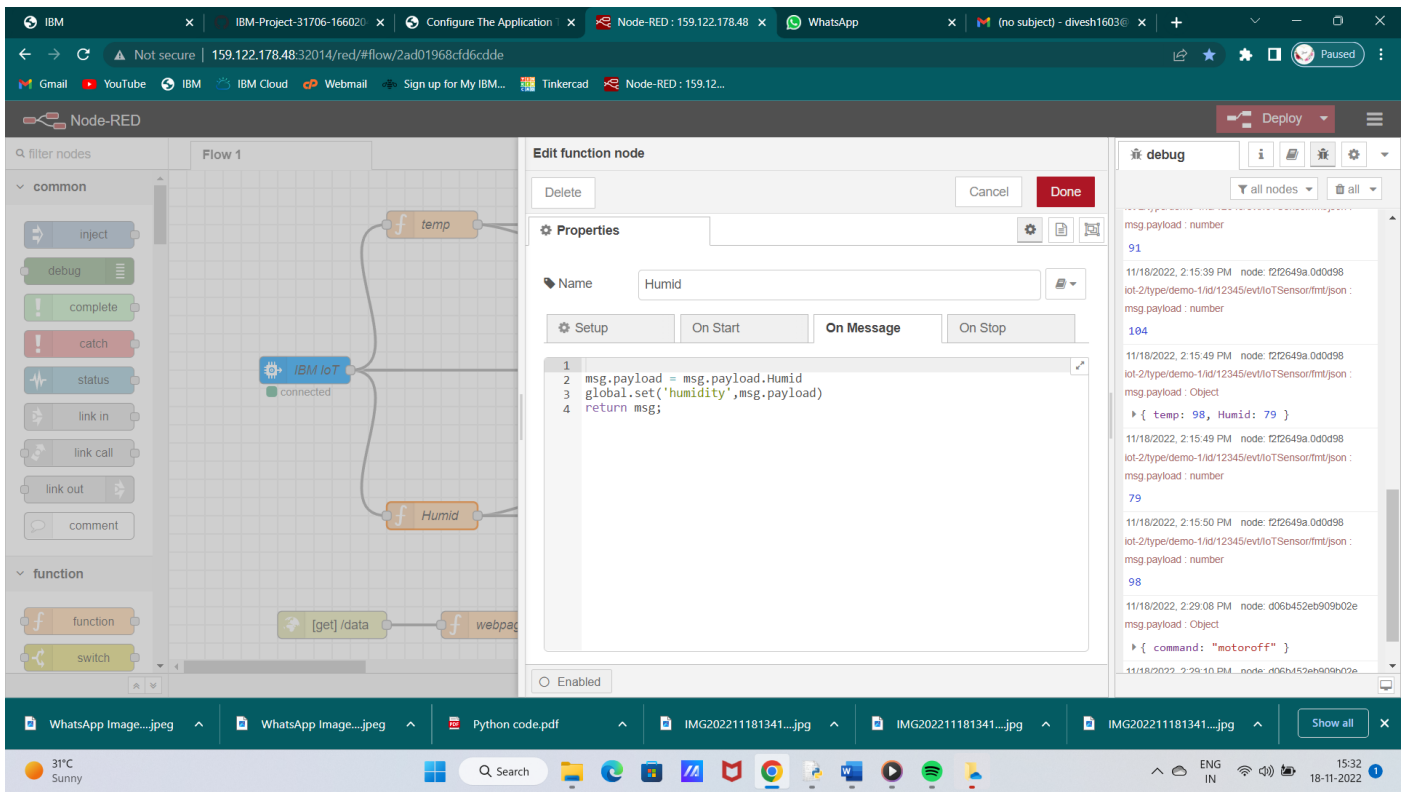 IBM
IBM-Project-31706-166020
Configure The Application
Node-RED : 159.122.178.48
WhatsApp
(no subject) - divesh1603@
Not secure | 159.122.178.48:32014/red/#flow/2ad01968cfd6cdde
Paused
Gmail
YouTube
IBM
IBM Cloud
Webmail
Sign up for My IBM...
Tinkercad
Node-RED : 159.12...
Node-RED
Deploy
filter nodes
common
inject
debug
complete
catch
status
link in
link call
link out
comment
function
function
switch
Flow 1
temp
IBM IoT
connected
Humid
[get] /data
webpag
Edit function node
Delete
Cancel
Done
Properties
Name
Humid
Setup
On Start
On Message
On Stop
1
2 msg.payload = msg.payload.Humid
3 global.set('humidity',msg.payload)
4 return msg;
Enabled
debug
i
all nodes
all
msg.payload : number
91
11/18/2022, 2:15:39 PM node: f2f2649a.0d0d98
iot-2/type/demo-1/id/12345/evt/IoTSensor/fmt/json :
msg.payload : number
104
11/18/2022, 2:15:49 PM node: f2f2649a.0d0d98
iot-2/type/demo-1/id/12345/evt/IoTSensor/fmt/json :
msg.payload : Object
{ temp: 98, Humid: 79 }
11/18/2022, 2:15:49 PM node: f2f2649a.0d0d98
iot-2/type/demo-1/id/12345/evt/IoTSensor/fmt/json :
msg.payload : number
79
11/18/2022, 2:15:50 PM node: f2f2649a.0d0d98
iot-2/type/demo-1/id/12345/evt/IoTSensor/fmt/json :
msg.payload : number
98
11/18/2022, 2:29:08 PM node: d06b452eb909b02e
msg.payload : Object
{ command: "motoroff" }
11/18/2022, 2:29:10 PM node: d06b452eb909b02e
WhatsApp Image....jpeg
WhatsApp Image....jpeg
Python code.pdf
IMG202211181341....jpg
IMG202211181341....jpg
IMG202211181341....jpg
Show all
31°C
Sunny
Search
ENG
IN
15:32
18-11-2022
1